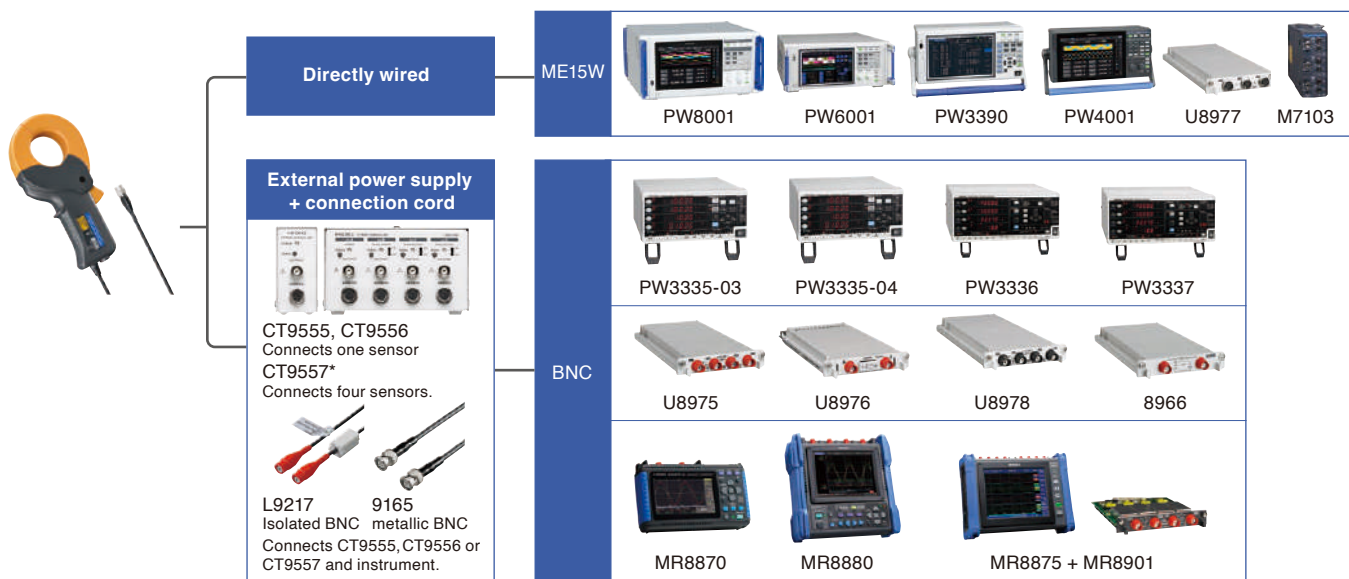 Directly wired
ME15W
PW8001
PW6001
PW3390
PW4001
U8977
M7103
External power supply
+ connection cord
CT9555, CT9556
Connects one sensor
CT9557*
Connects four sensors.
L9217
Isolated BNC
9165
metallic BNC
Connects CT9555, CT9556 or
CT9557 and instrument.
BNC
PW3335-03
PW3335-04
PW3336
PW3337
U8975
U8976
U8978
8966
MR8870
MR8880
MR8875 + MR8901